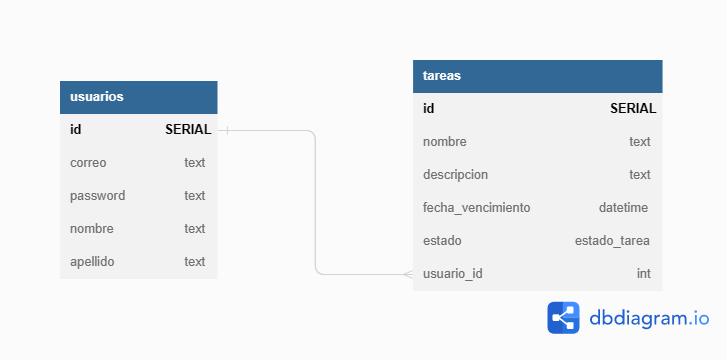 usuarios
id SERIAL
correo text
password text
nombre text
apellido text
tareas
id SERIAL
nombre text
descripcion text
fecha_vencimiento datetime
estado estado_tarea
usuario_id int
dbdiagram.io